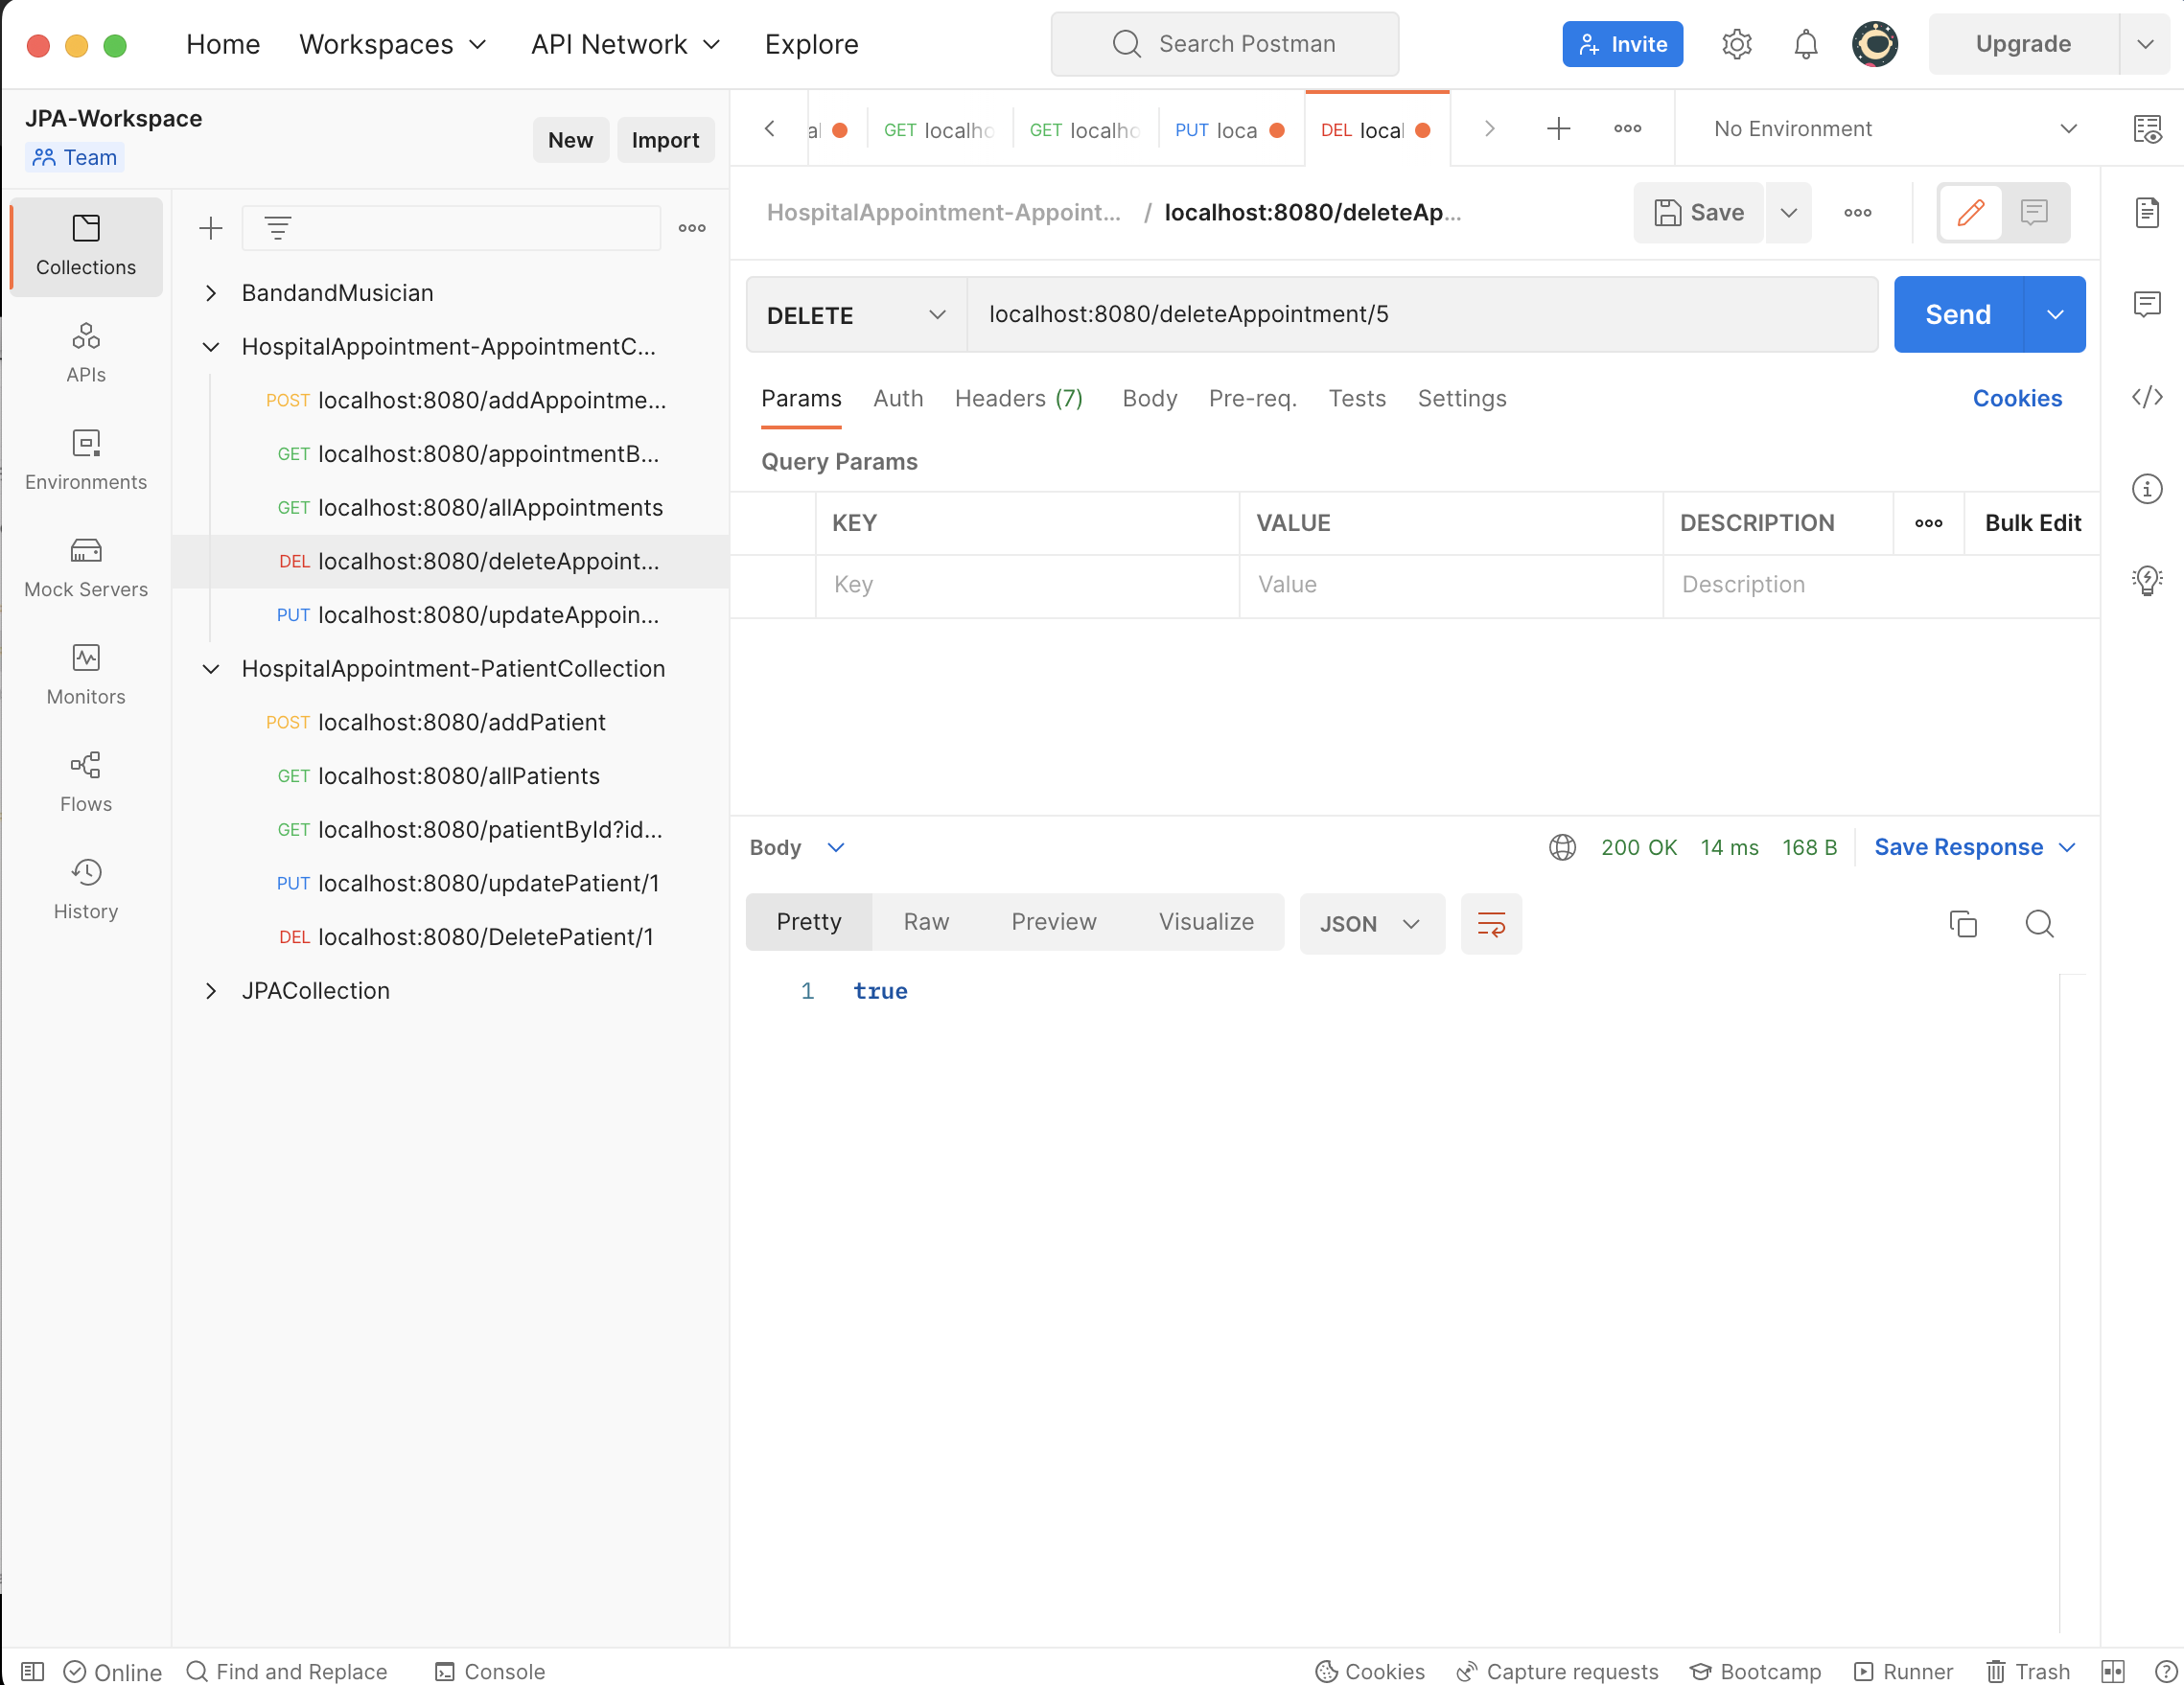 Home Workspaces API Network Explore Search Postman Invite Upgrade
JPA-Workspace
Team
New Import
al GET localho GET localho PUT loca DEL local No Environment
Collections
APIs
Environments
Mock Servers
Monitors
Flows
History
BandandMusician
HospitalAppointment-AppointmentC...
POST localhost:8080/addAppointme...
GET localhost:8080/appointmentB...
GET localhost:8080/allAppointments
DEL localhost:8080/deleteAppoint...
PUT localhost:8080/updateAppoin...
HospitalAppointment-PatientCollection
POST localhost:8080/addPatient
GET localhost:8080/allPatients
GET localhost:8080/patientById?id...
PUT localhost:8080/updatePatient/1
DEL localhost:8080/DeletePatient/1
JPACollection
HospitalAppointment-Appoint... / localhost:8080/deleteAp... Save
DELETE localhost:8080/deleteAppointment/5 Send
Params Auth Headers (7) Body Pre-req. Tests Settings Cookies
Query Params
KEY VALUE DESCRIPTION Bulk Edit
Key Value Description
Body 200 OK 14 ms 168 B Save Response
Pretty Raw Preview Visualize JSON
1 true
Online Find and Replace Console Cookies Capture requests Bootcamp Runner Trash